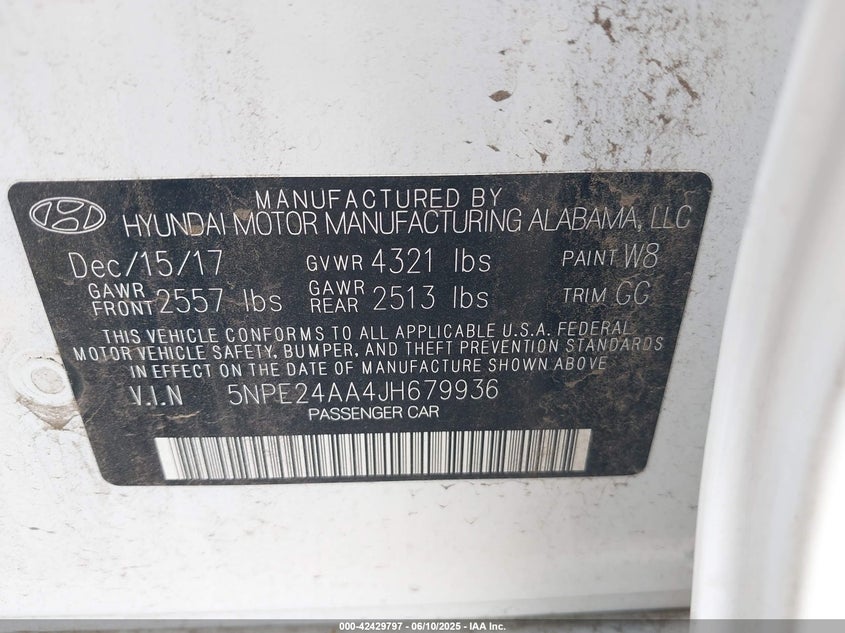 MANUFACTURED BY
HYUNDAI MOTOR MANUFACTURING ALABAMA, LLC
Dec/15/17 GVWR 4321 lbs PAINT W8
GAWR FRONT 2557 lbs GAWR REAR 2513 lbs TRIM GG
THIS VEHICLE CONFORMS TO ALL APPLICABLE U.S.A. FEDERAL
MOTOR VEHICLE SAFETY, BUMPER, AND THEFT PREVENTION STANDARDS
IN EFFECT ON THE DATE OF MANUFACTURE SHOWN ABOVE
V.I.N 5NPE24AA4JH679936
PASSENGER CAR
000-42429797 - 06/10/2025 - IAA Inc.